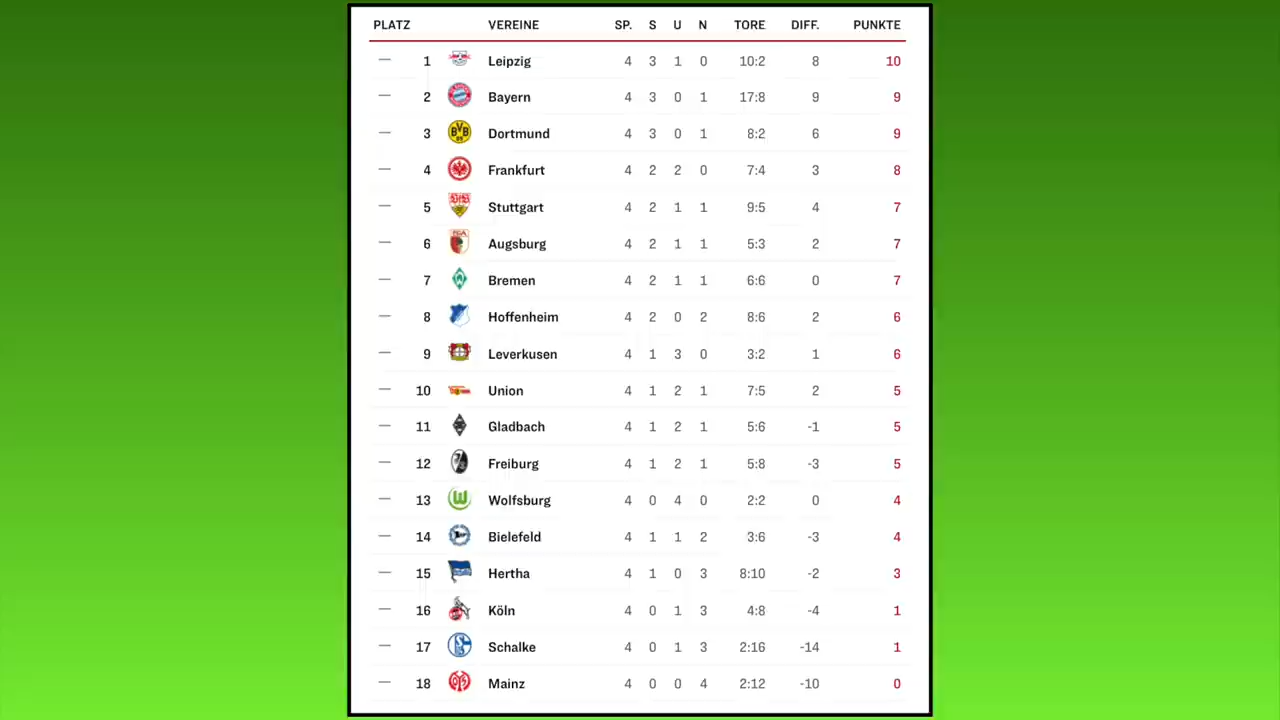 PLATZ VEREINE SP. S U N TORE DIFF. PUNKTE
— 1 Leipzig 4 3 1 0 10:2 8 10
— 2 Bayern 4 3 0 1 17:8 9 9
— 3 Dortmund 4 3 0 1 8:2 6 9
— 4 Frankfurt 4 2 2 0 7:4 3 8
— 5 Stuttgart 4 2 1 1 9:5 4 7
— 6 Augsburg 4 2 1 1 5:3 2 7
— 7 Bremen 4 2 1 1 6:6 0 7
— 8 Hoffenheim 4 2 0 2 8:6 2 6
— 9 Leverkusen 4 1 3 0 3:2 1 6
— 10 Union 4 1 2 1 7:5 2 5
— 11 Gladbach 4 1 2 1 5:6 -1 5
— 12 Freiburg 4 1 2 1 5:8 -3 5
— 13 Wolfsburg 4 0 4 0 2:2 0 4
— 14 Bielefeld 4 1 1 2 3:6 -3 4
— 15 Hertha 4 1 0 3 8:10 -2 3
— 16 Köln 4 0 1 3 4:8 -4 1
— 17 Schalke 4 0 1 3 2:16 -14 1
— 18 Mainz 4 0 0 4 2:12 -10 0